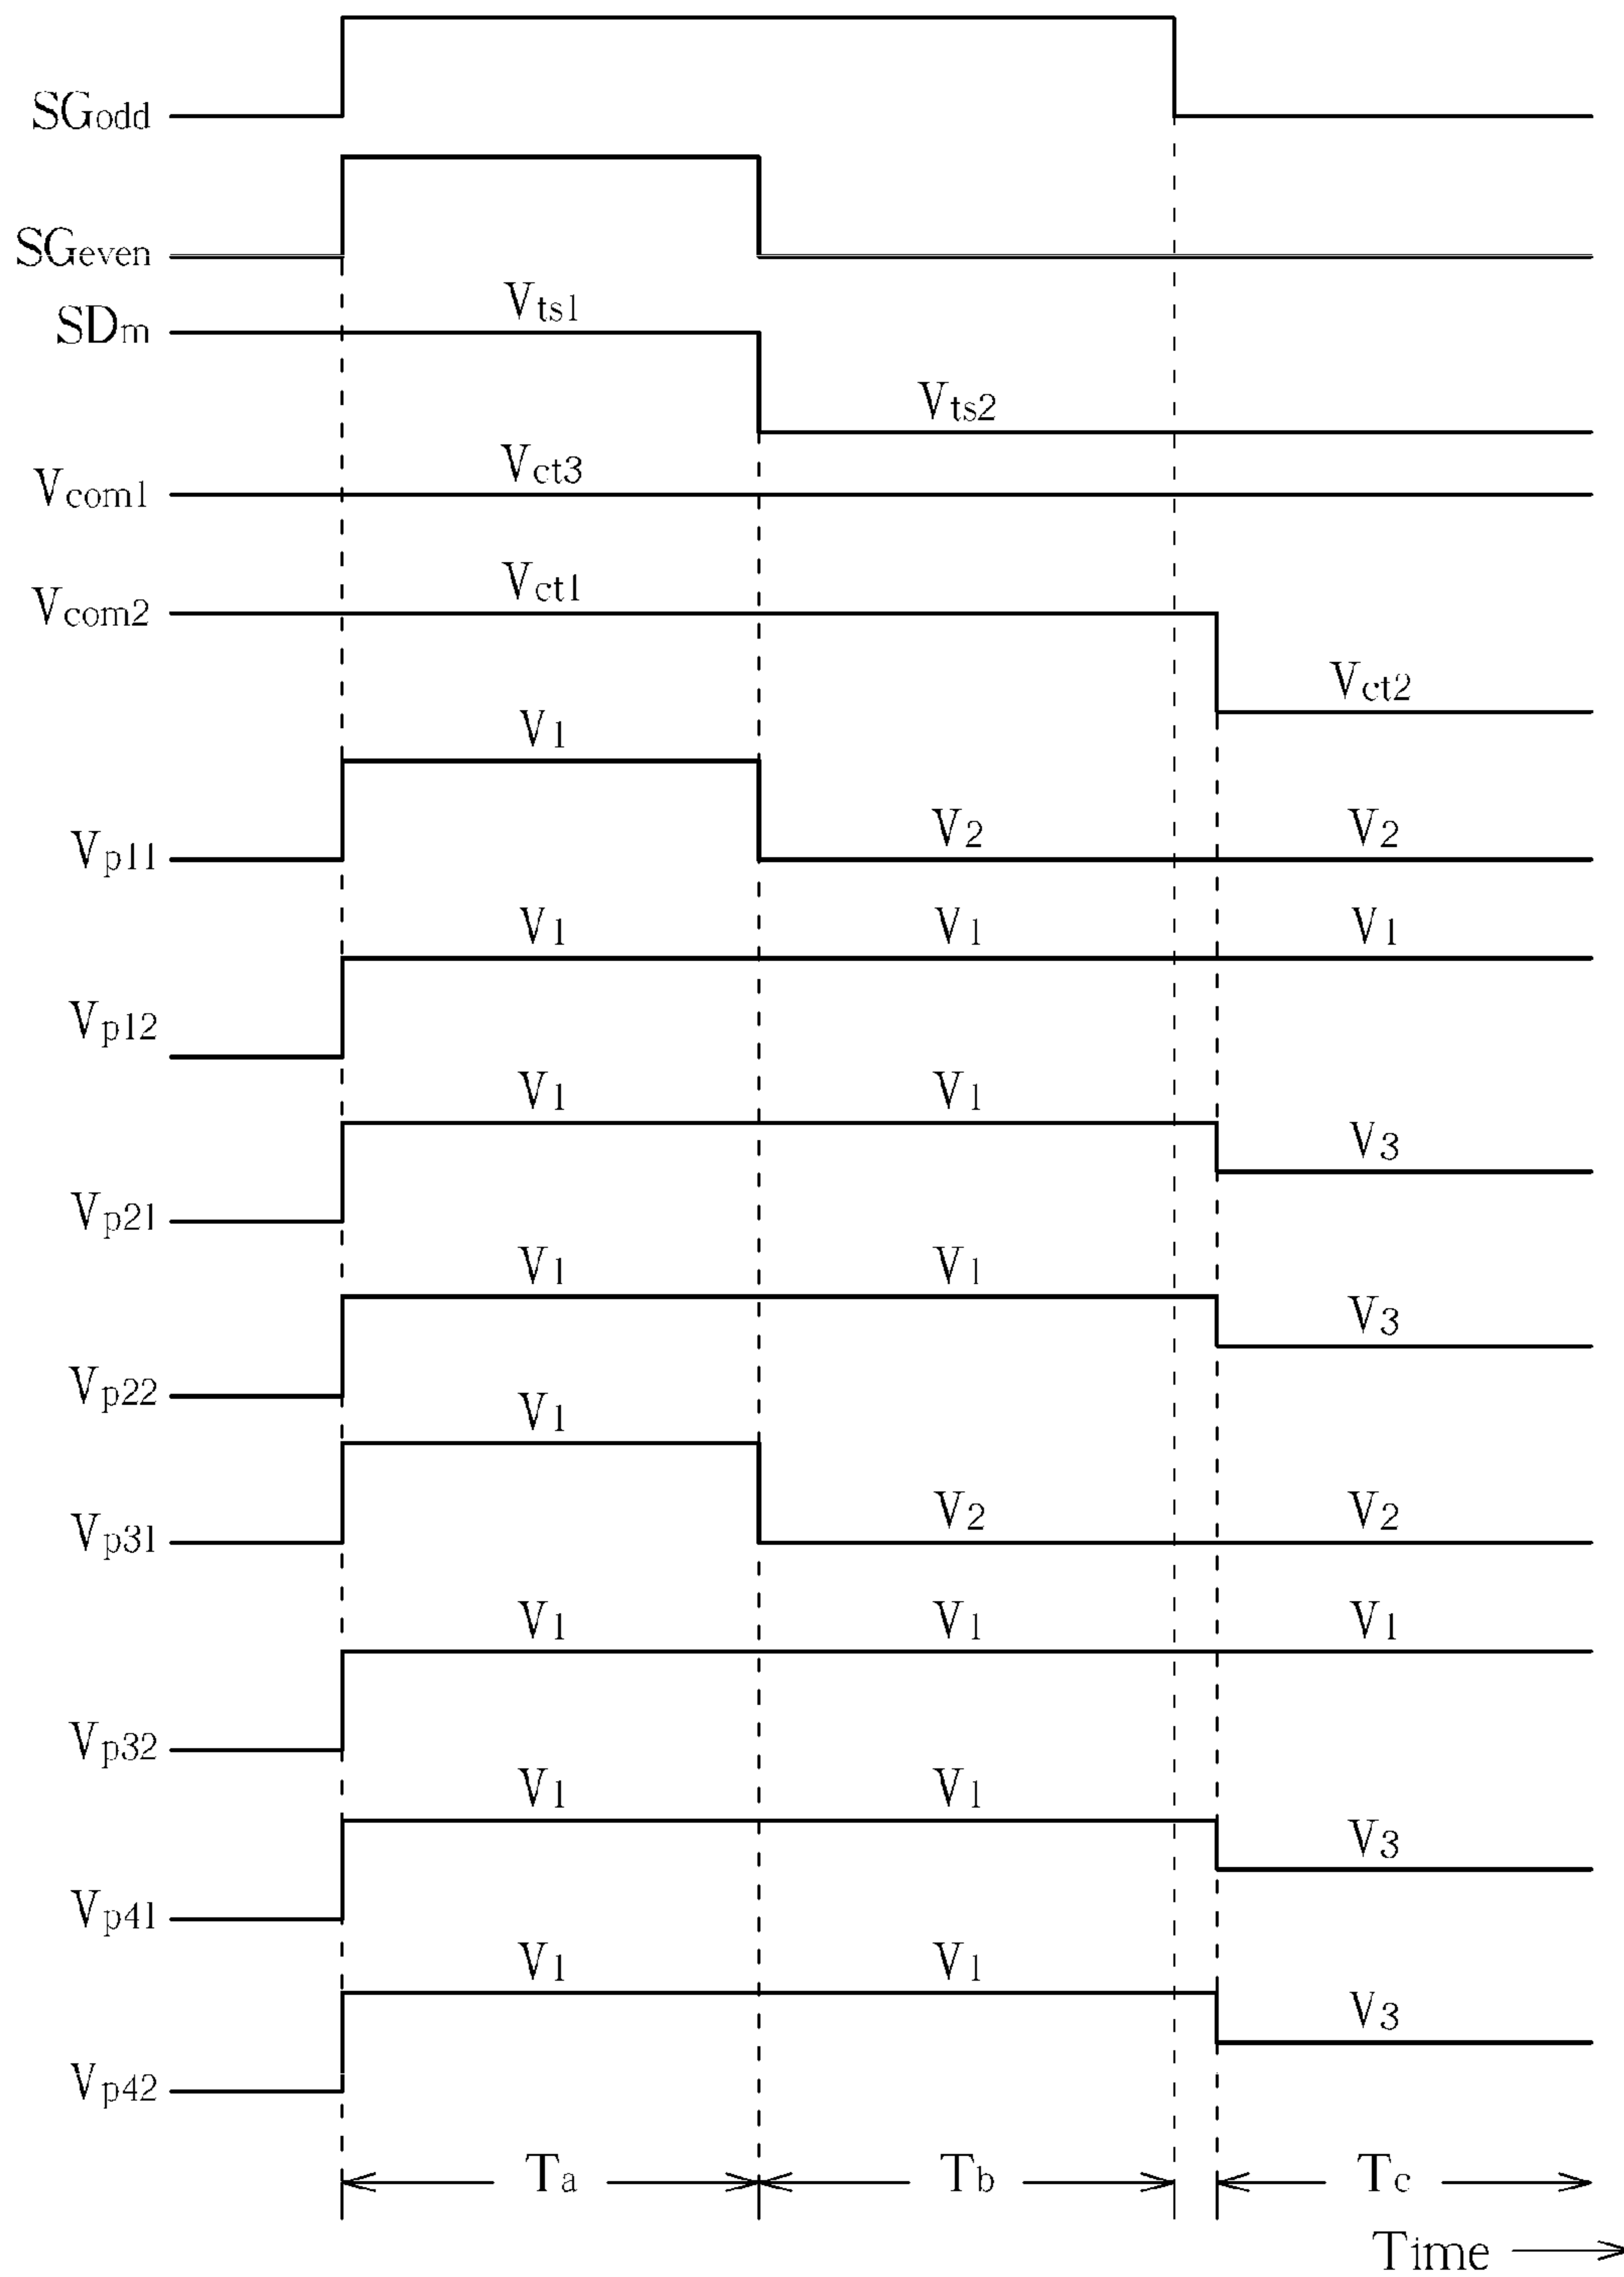 SGodd
SGeven
Vts1
SDm
Vts2
Vct3
Vcom1
Vct1
Vcom2
Vct2
V1
V2 V2
Vp11
V1 V1 V1
Vp12
V1 V1
V3
Vp21
V1 V1
V3
Vp22
V1
V2 V2
Vp31
V1 V1 V1
Vp32
V1 V1
V3
Vp41
V1 V1
V3
Vp42
Ta Tb Tc
Time